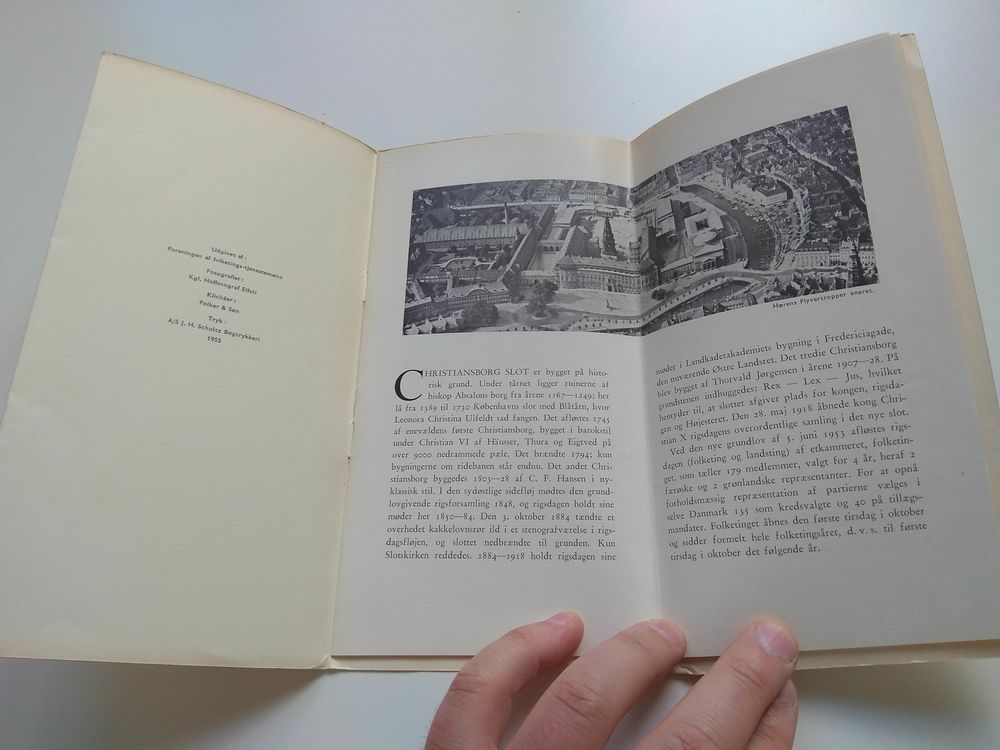 Udgivet af:
Foreningen af folketings-tjenestemænd
Fotografier:
Kgl. Hoffotograf Elfelt
Klichéer:
Folker & Søn
Tryk:
A/S J. H. Schultz Bogtrykkeri
1955
Hærens Flyvertropper eneret.
CHRISTIANSBORG SLOT er bygget på histo-
risk grund. Under tårnet ligger ruinerne af
biskop Absalons borg fra årene 1167—1249; her
lå fra 1389 til 1730 Københavns slot med Blåtårn, hvor
Leonora Christina Ulfeldt sad fangen. Det afløstes 1745
af enevældens første Christiansborg, bygget i barokstil
under Christian VI af Häusser, Thura og Eigtved på
over 9000 nedrammede pæle. Det brændte 1794; kun
bygningerne om ridebanen står endnu. Det andet Chri-
stiansborg byggedes 1803—28 af C. F. Hansen i ny-
klassisk stil. I den sydøstlige sidefløj mødtes den grund-
lovgivende rigsforsamling 1848, og rigsdagen holdt sine
møder her 1850—84. Den 3. oktober 1884 tændte et
overhedet kakkelovnsrør ild i et stenografværelse i rigs-
dagsfløjen, og slottet nedbrændte til grunden. Kun
Slotskirken reddedes. 1884—1918 holdt rigsdagen sine
møder i Landkadetakademiets bygning i Fredericiagade,
den nuværende Østre Landsret. Det tredie Christiansborg
blev bygget af Thorvald Jørgensen i årene 1907—28. På
grundstenen indhuggedes: Rex — Lex — Jus, hvilket
hentyder til, at slottet afgiver plads for kongen, rigsda-
gen og Højesteret. Den 28. maj 1918 åbnede kong Chri-
stian X rigsdagens overordentlige samling i det nye slot.
Ved den nye grundlov af 5. juni 1953 afløstes rigs-
dagen (folketing og landsting) af etkammeret, folketin-
get, som tæller 179 medlemmer, valgt for 4 år, heraf 2
færøske og 2 grønlandske repræsentanter. For at opnå
forholdsmæssig repræsentation af partierne vælges i
selve Danmark 135 som kredsvalgte og 40 på tillægs-
mandater. Folketinget åbnes den første tirsdag i oktober
og sidder formelt hele folketingsåret, d. v. s. til første
tirsdag i oktober det følgende år.